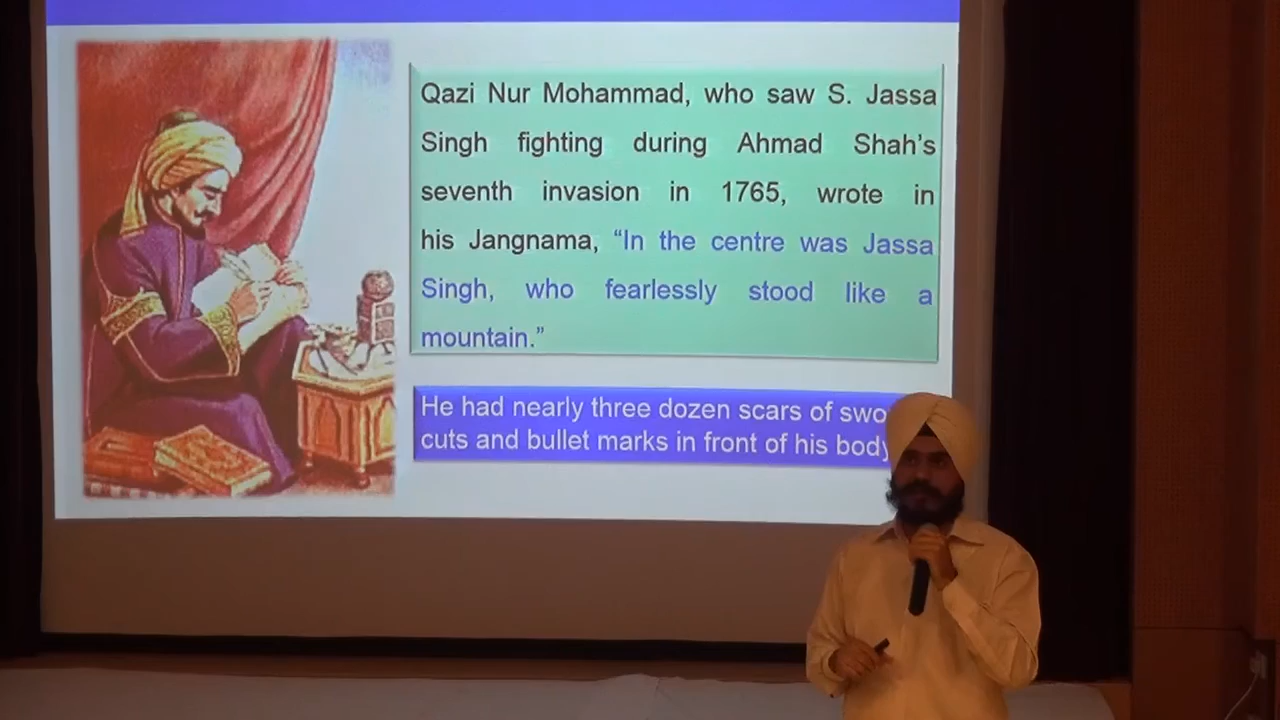 Qazi Nur Mohammad, who saw S. Jassa
Singh fighting during Ahmad Shah's
seventh invasion in 1765, wrote in
his Jangnama, “In the centre was Jassa
Singh, who fearlessly stood like a
mountain.”
He had nearly three dozen scars of
cuts and bullet marks in front of his body